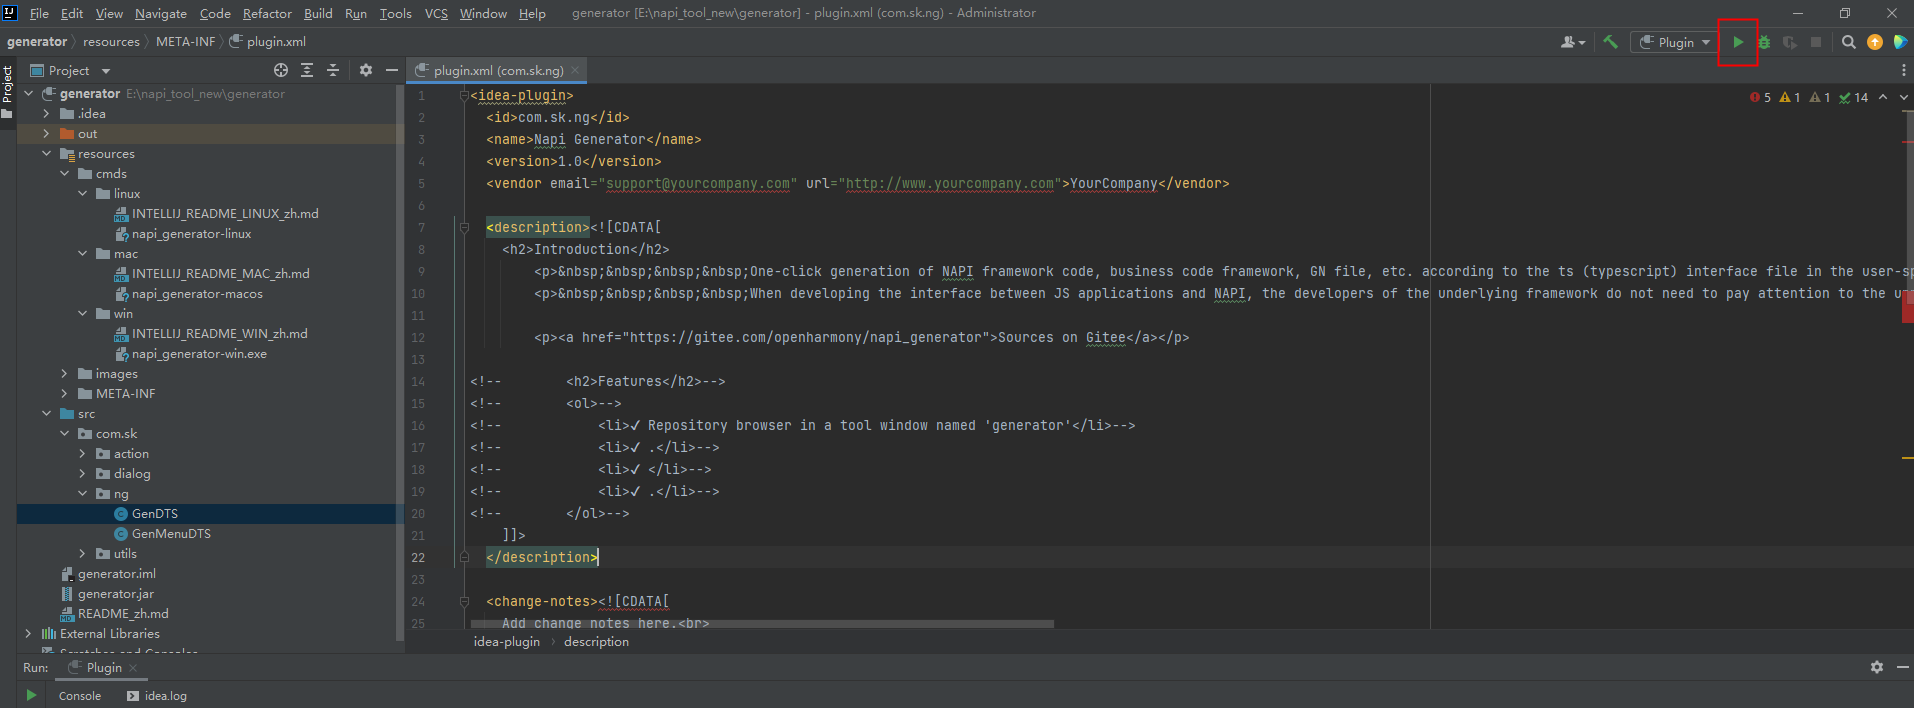 File Edit View Navigate Code Refactor Build Run Tools VCS Window Help generator [E:\napi_tool_new\generator] - plugin.xml (com.sk.ng) - Administrator
generator resources META-INF plugin.xml
Plugin
Project
Project
plugin.xml (com.sk.ng)
generator E:\napi_tool_new\generator
.idea
out
resources
cmds
linux
INTELLIJ_README_LINUX_zh.md
napi_generator-linux
mac
INTELLIJ_README_MAC_zh.md
napi_generator-macos
win
INTELLIJ_README_WIN_zh.md
napi_generator-win.exe
images
META-INF
src
com.sk
action
dialog
ng
GenDTS
GenMenuDTS
utils
generator.iml
generator.jar
README_zh.md
External Libraries
Scratches and Consoles
5 1 1 14
1 <idea-plugin>
2 <id>com.sk.ng</id>
3 <name>Napi Generator</name>
4 <version>1.0</version>
5 <vendor email="support@yourcompany.com" url="http://www.yourcompany.com">YourCompany</vendor>
6
7 <description><![CDATA[
8 <h2>Introduction</h2>
9 <p>&nbsp;&nbsp;&nbsp;&nbsp;One-click generation of NAPI framework code, business code framework, GN file, etc. according to the ts (typescript) interface file in the user-sp
10 <p>&nbsp;&nbsp;&nbsp;&nbsp;When developing the interface between JS applications and NAPI, the developers of the underlying framework do not need to pay attention to the u
11
12 <p><a href="https://gitee.com/openharmony/napi_generator">Sources on Gitee</a></p>
13
14 <!-- <h2>Features</h2>-->
15 <!-- <ol>-->
16 <!-- <li>✓ Repository browser in a tool window named 'generator'</li>-->
17 <!-- <li>✓ .</li>-->
18 <!-- <li>✓ </li>-->
19 <!-- <li>✓ .</li>-->
20 <!-- </ol>-->
21 ]]>
22 </description>
23
24 <change-notes><![CDATA[
25 Add change notes here.<br>
idea-plugin description
Run: Plugin
Console idea.log